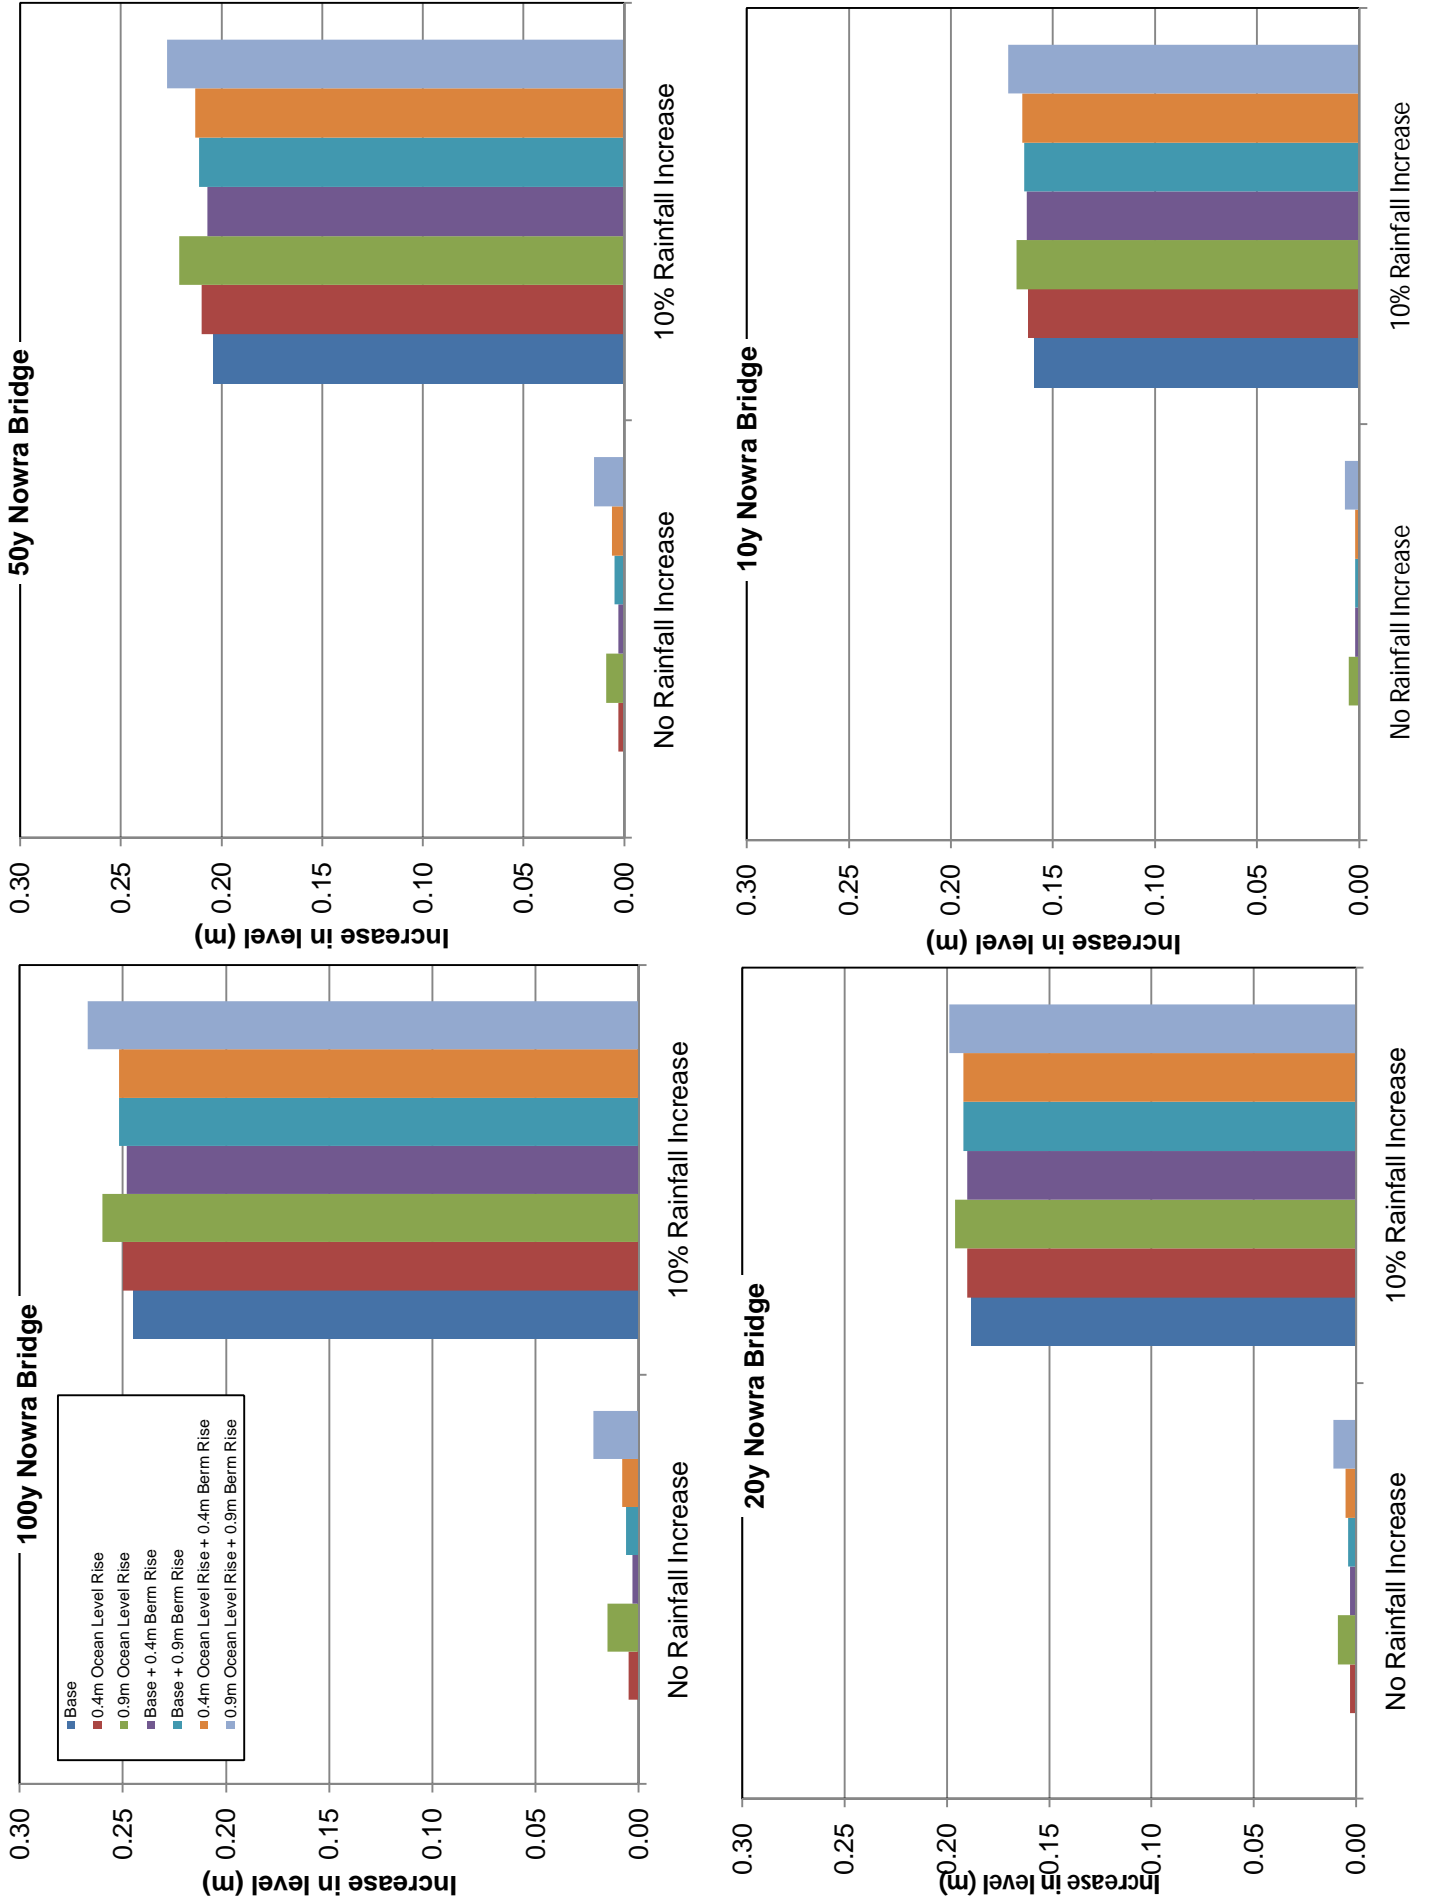 100y Nowra Bridge
0.30
0.25
0.20
0.15
0.10
0.05
0.00
Increase in level (m)
Base
0.4m Ocean Level Rise
0.9m Ocean Level Rise
Base + 0.4m Berm Rise
Base + 0.9m Berm Rise
0.4m Ocean Level Rise + 0.4m Berm Rise
0.9m Ocean Level Rise + 0.9m Berm Rise
No Rainfall Increase
10% Rainfall Increase
50y Nowra Bridge
0.30
0.25
0.20
0.15
0.10
0.05
0.00
Increase in level (m)
No Rainfall Increase
10% Rainfall Increase
20y Nowra Bridge
0.30
0.25
0.20
0.15
0.10
0.05
0.00
Increase in level (m)
No Rainfall Increase
10% Rainfall Increase
10y Nowra Bridge
0.30
0.25
0.20
0.15
0.10
0.05
0.00
Increase in level (m)
No Rainfall Increase
10% Rainfall Increase